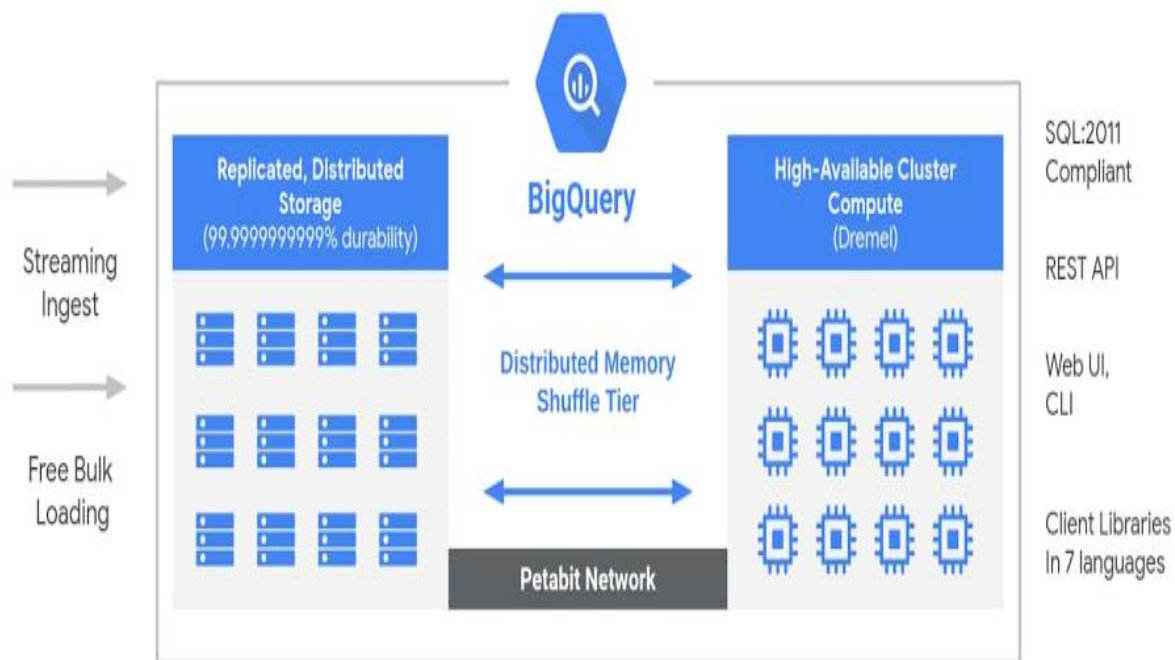 Streaming
Ingest
Free Bulk
Loading
Replicated, Distributed
Storage
(99.9999999999% durability)
BigQuery
Distributed Memory
Shuffle Tier
Petabit Network
High-Available Cluster
Compute
(Dremel)
SQL:2011
Compliant
REST API
Web UI,
CLI
Client Libraries
In 7 languages